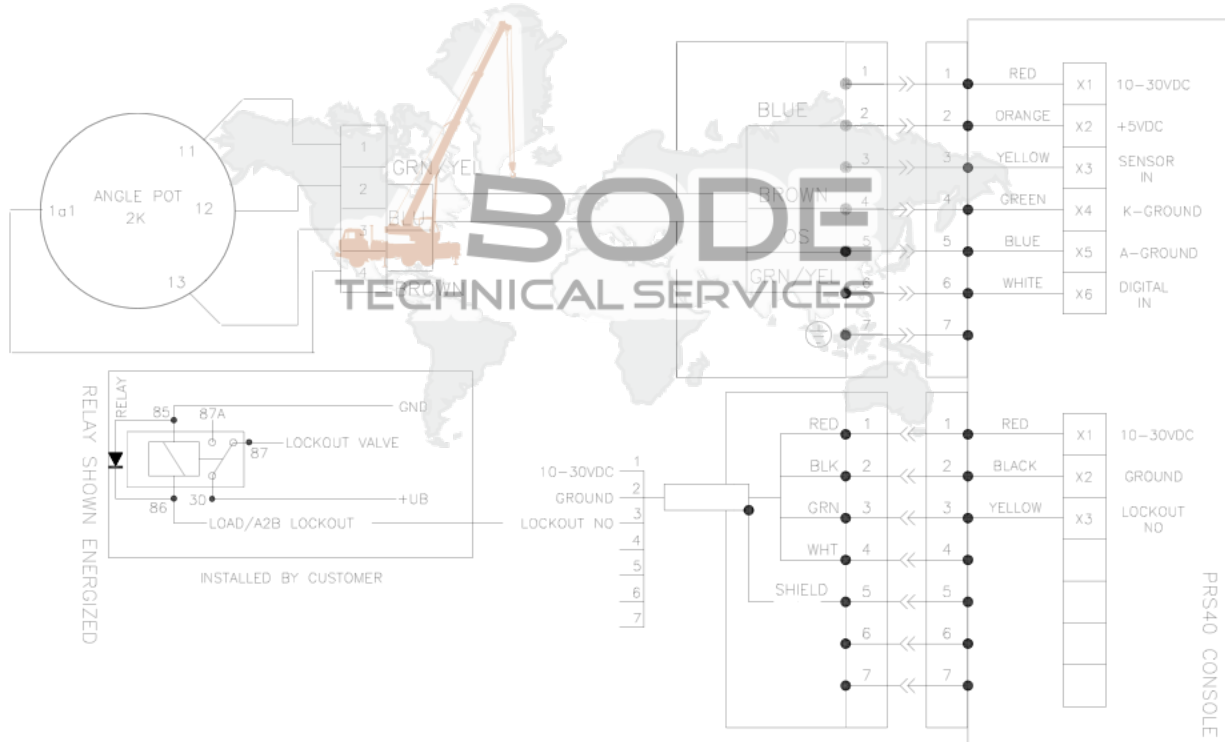 ANGLE POT
2K
11
12
13
1a1
1
2
3
4
GRN/YEL
BROWN
BLUE
BROWN
GRN/YEL
1
2
3
4
5
6
7
1
2
3
4
5
6
7
RED
ORANGE
YELLOW
GREEN
BLUE
WHITE
X1
X2
X3
X4
X5
X6
10-30VDC
+5VDC
SENSOR
IN
K-GROUND
A-GROUND
DIGITAL
IN
BODE
TECHNICAL SERVICES
RELAY SHOWN ENERGIZED
RELAY
85
87A
GND
LOCKOUT VALVE
87
86
30
+UB
LOAD/A2B LOCKOUT
INSTALLED BY CUSTOMER
10-30VDC
GROUND
LOCKOUT NO
1
2
3
4
5
6
7
RED
BLK
GRN
WHT
SHIELD
1
2
3
4
5
6
7
1
2
3
4
5
6
7
RED
BLACK
YELLOW
X1
X2
X3
10-30VDC
GROUND
LOCKOUT
NO
PRS40 CONSOLE